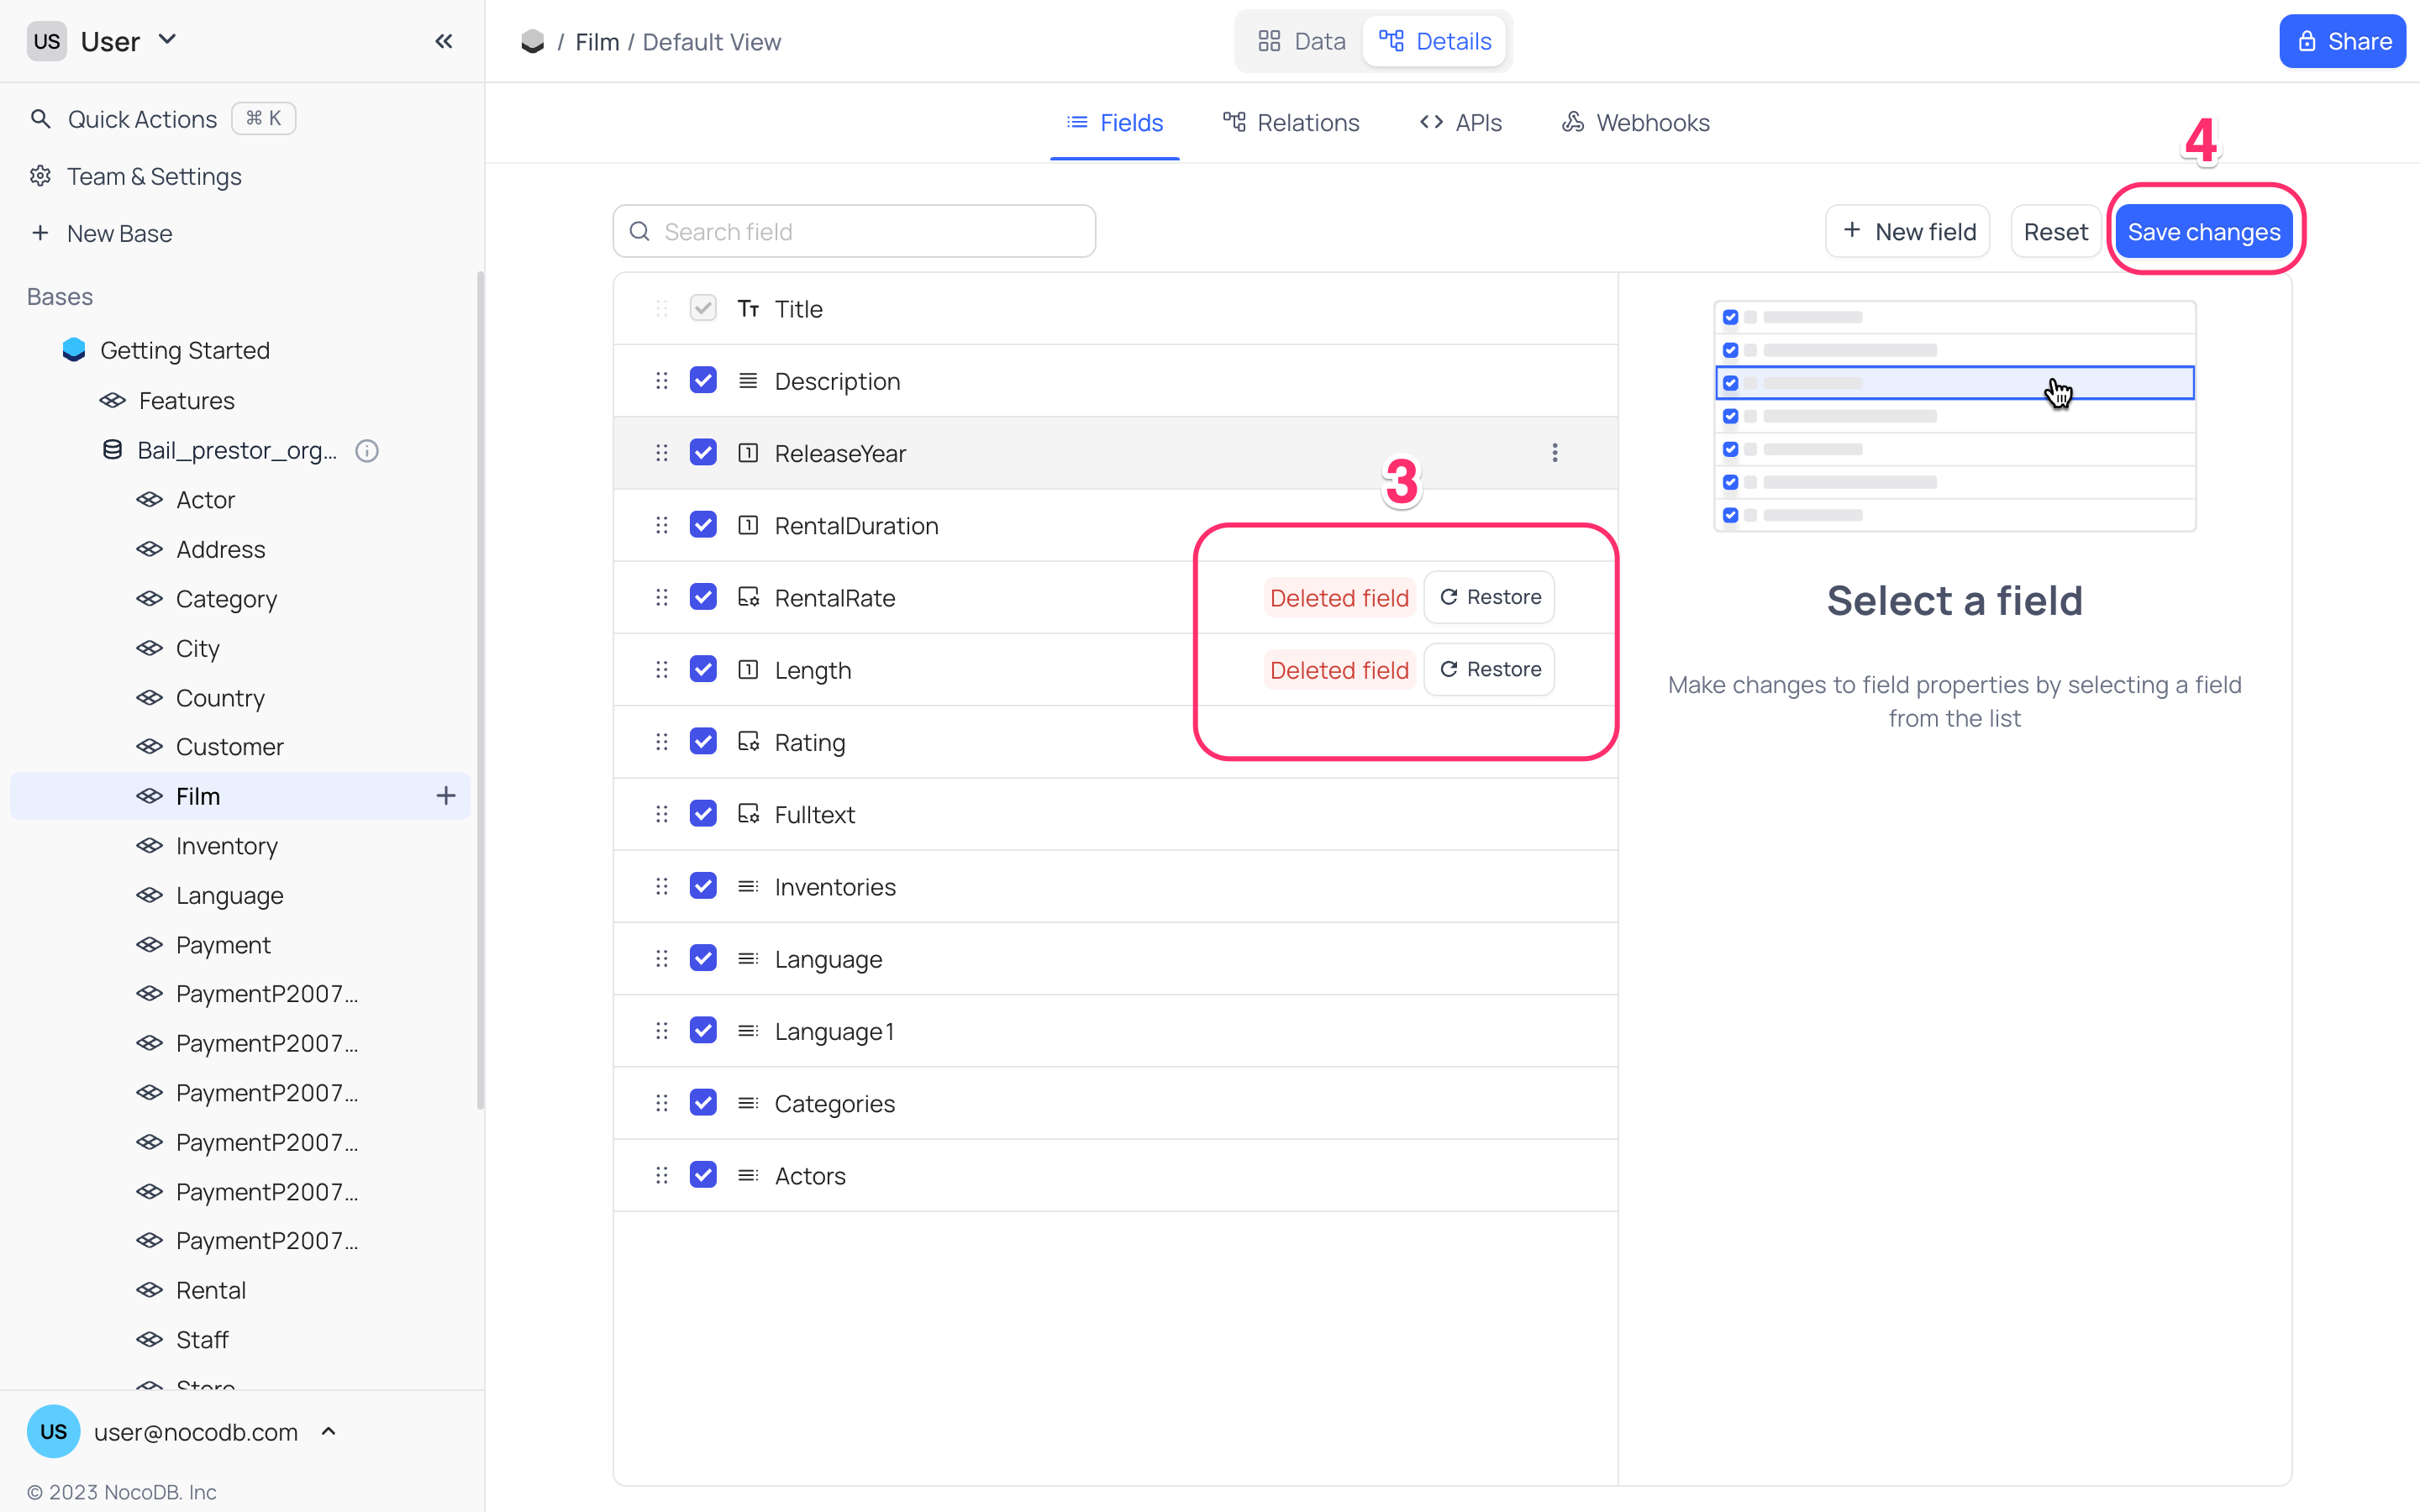 US User
/ Film / Default View
Data Details
Share
Quick Actions ⌘ K
Team & Settings
New Base
Bases
Getting Started
Features
Bail_prestor_org...
Actor
Address
Category
City
Country
Customer
Film
Inventory
Language
Payment
PaymentP2007...
PaymentP2007...
PaymentP2007...
PaymentP2007...
PaymentP2007...
PaymentP2007...
Rental
Staff
Store
US user@nocodb.com
© 2023 NocoDB. Inc
Fields Relations APIs Webhooks
4
Search field
New field Reset Save changes
Title
Description
ReleaseYear
3
RentalDuration
RentalRate Deleted field Restore
Length Deleted field Restore
Rating
Fulltext
Inventories
Language
Language1
Categories
Actors
Select a field
Make changes to field properties by selecting a field
from the list